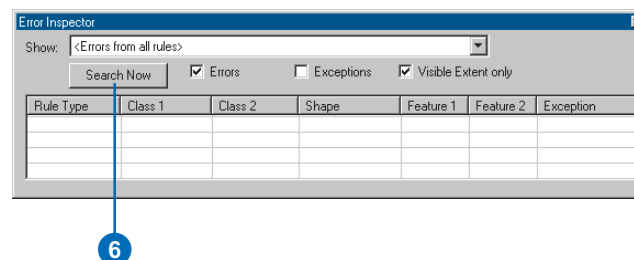 Error Inspector
Show: <Errors from all rules>
Search Now Errors Exceptions Visible Extent only
Rule Type Class 1 Class 2 Shape Feature 1 Feature 2 Exception
6